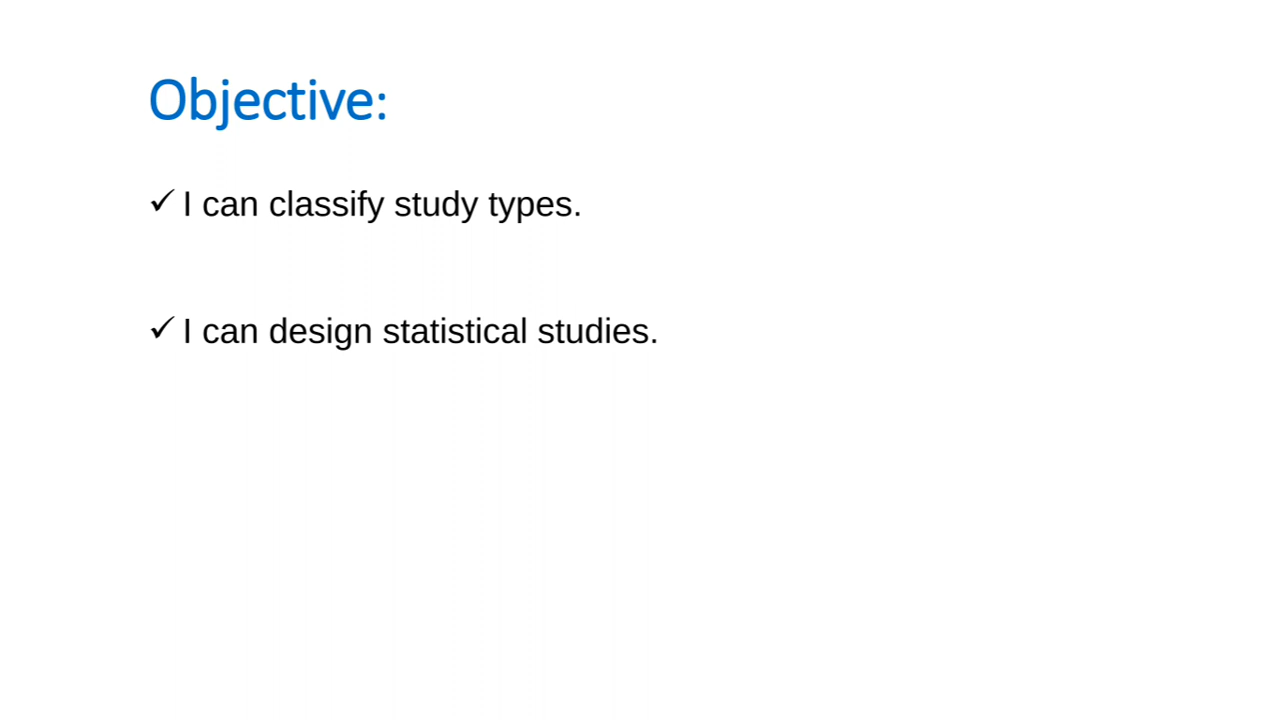 Objective:
✓ I can classify study types.
✓ I can design statistical studies.